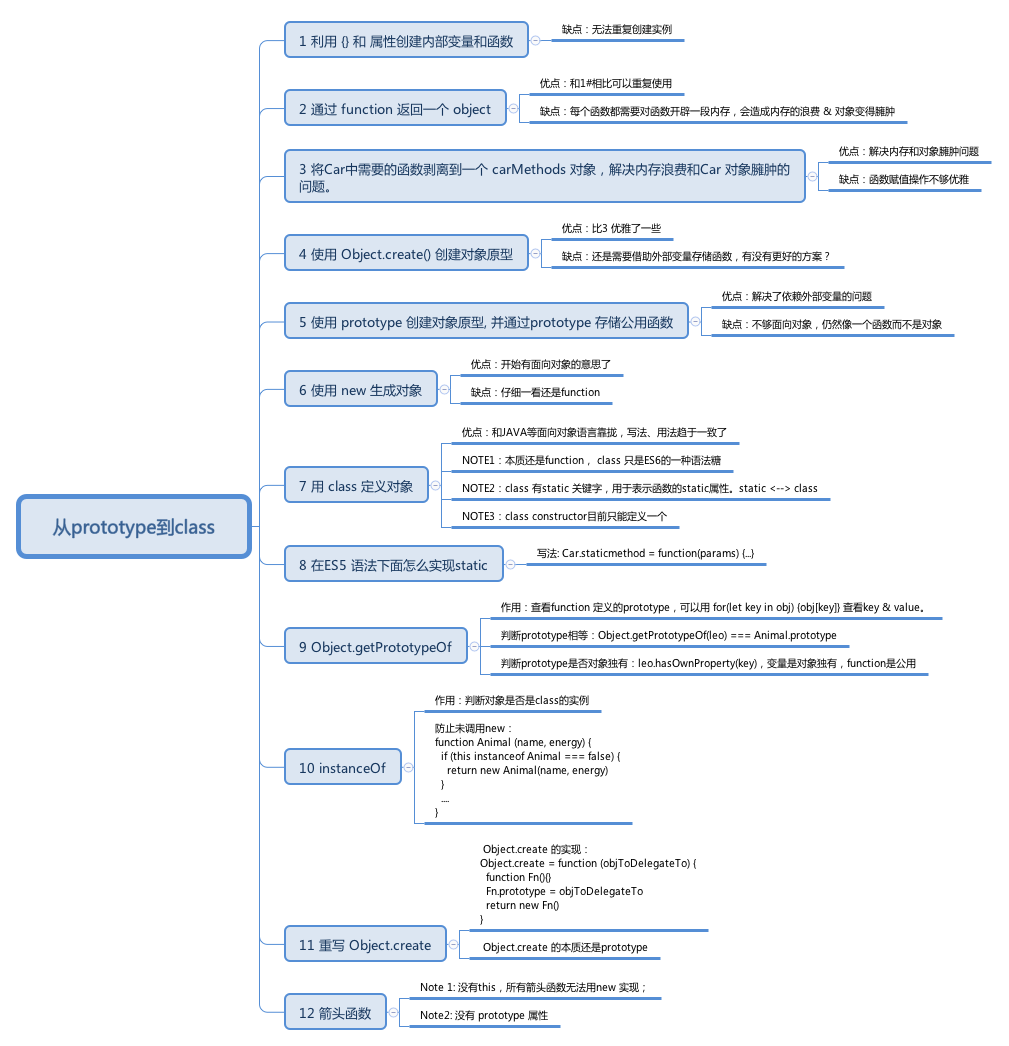 从prototype到class
1 利用 {} 和 属性创建内部变量和函数
缺点：无法重复创建实例
2 通过 function 返回一个 object
优点：和1#相比可以重复使用
缺点：每个函数都需要对函数开辟一段内存，会造成内存的浪费 & 对象变得臃肿
3 将Car中需要的函数剥离到一个 carMethods 对象，解决内存浪费和Car 对象臃肿的
问题。
优点：解决内存和对象臃肿问题
缺点：函数赋值操作不够优雅
4 使用 Object.create() 创建对象原型
优点：比3 优雅了一些
缺点：还是需要借助外部变量存储函数，有没有更好的方案？
5 使用 prototype 创建对象原型, 并通过prototype 存储公用函数
优点：解决了依赖外部变量的问题
缺点：不够面向对象，仍然像一个函数而不是对象
6 使用 new 生成对象
优点：开始有面向对象的意思了
缺点：仔细一看还是function
7 用 class 定义对象
优点：和JAVA等面向对象语言靠拢，写法、用法趋于一致了
NOTE1：本质还是function， class 只是ES6的一种语法糖
NOTE2：class 有static 关键字，用于表示函数的static属性。static <--> class
NOTE3：class constructor目前只能定义一个
8 在ES5 语法下面怎么实现static
写法: Car.staticmethod = function(params) {...}
9 Object.getPrototypeOf
作用：查看function 定义的prototype，可以用 for(let key in obj) {obj[key]} 查看key & value。
判断prototype相等：Object.getPrototypeOf(leo) === Animal.prototype
判断prototype是否对象独有：leo.hasOwnProperty(key)，变量是对象独有，function是公用
10 instanceOf
作用：判断对象是否是class的实例
防止未调用new：
function Animal (name, energy) {
if (this instanceof Animal === false) {
return new Animal(name, energy)
}
....
}
11 重写 Object.create
Object.create 的实现：
Object.create = function (objToDelegateTo) {
function Fn(){}
Fn.prototype = objToDelegateTo
return new Fn()
}
Object.create 的本质还是prototype
12 箭头函数
Note 1: 没有this，所有箭头函数无法用new 实现；
Note2: 没有 prototype 属性